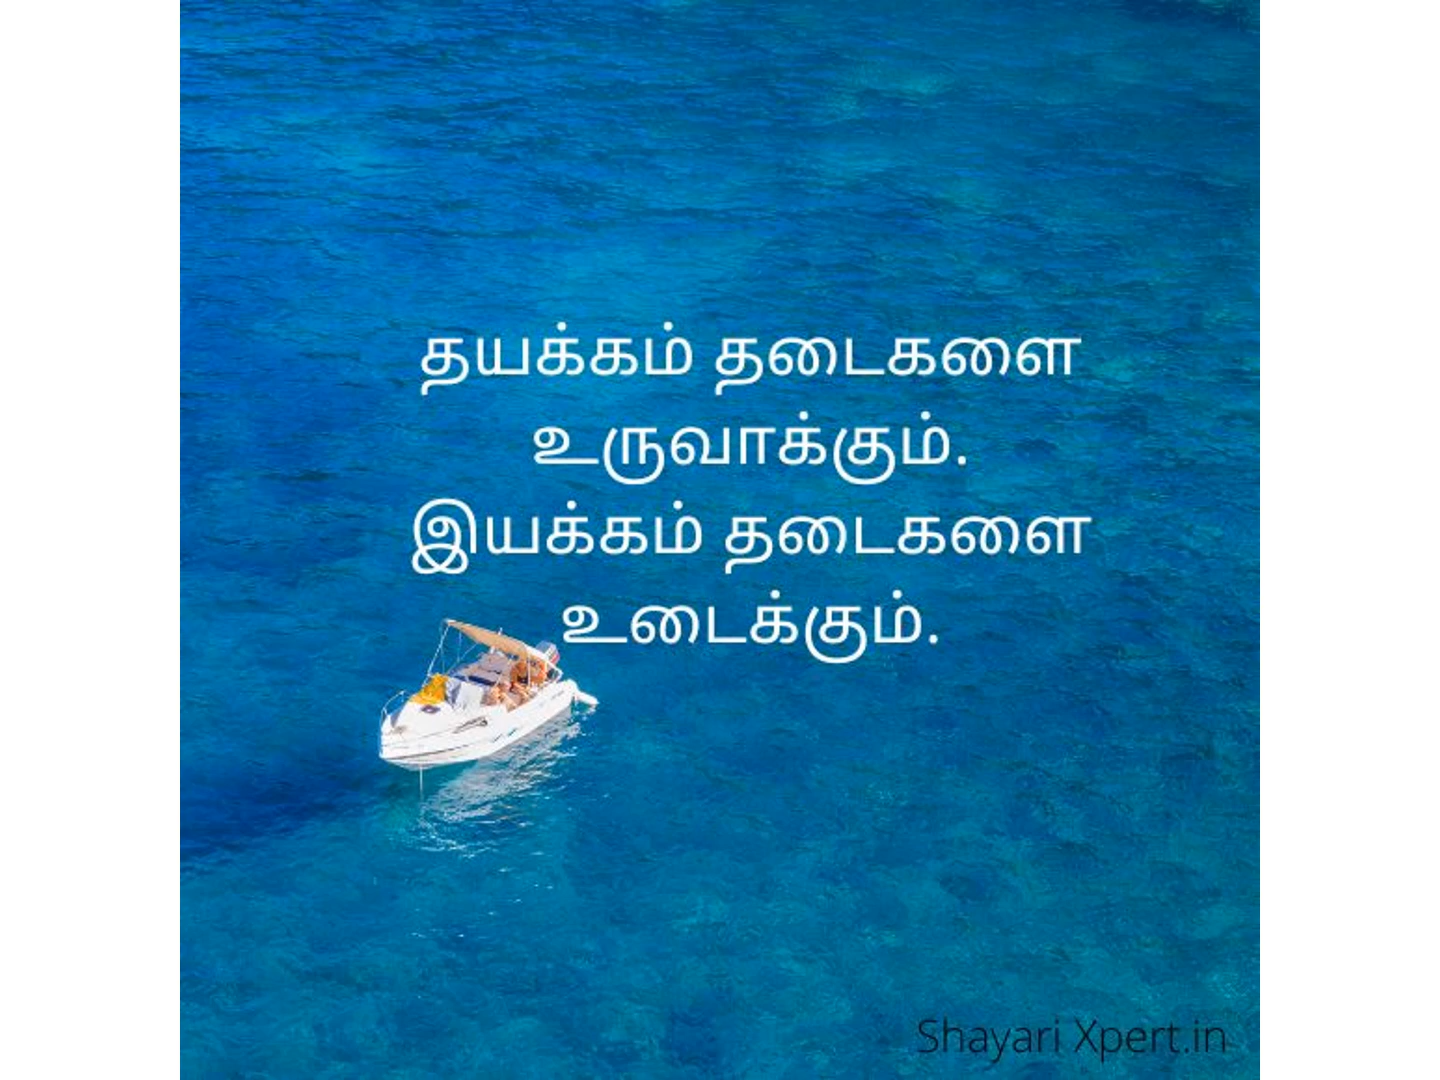 தயக்கம் தடைகளை
உருவாக்கும்.
இயக்கம் தடைகளை
உடைக்கும்.
Shayari Xpert.in